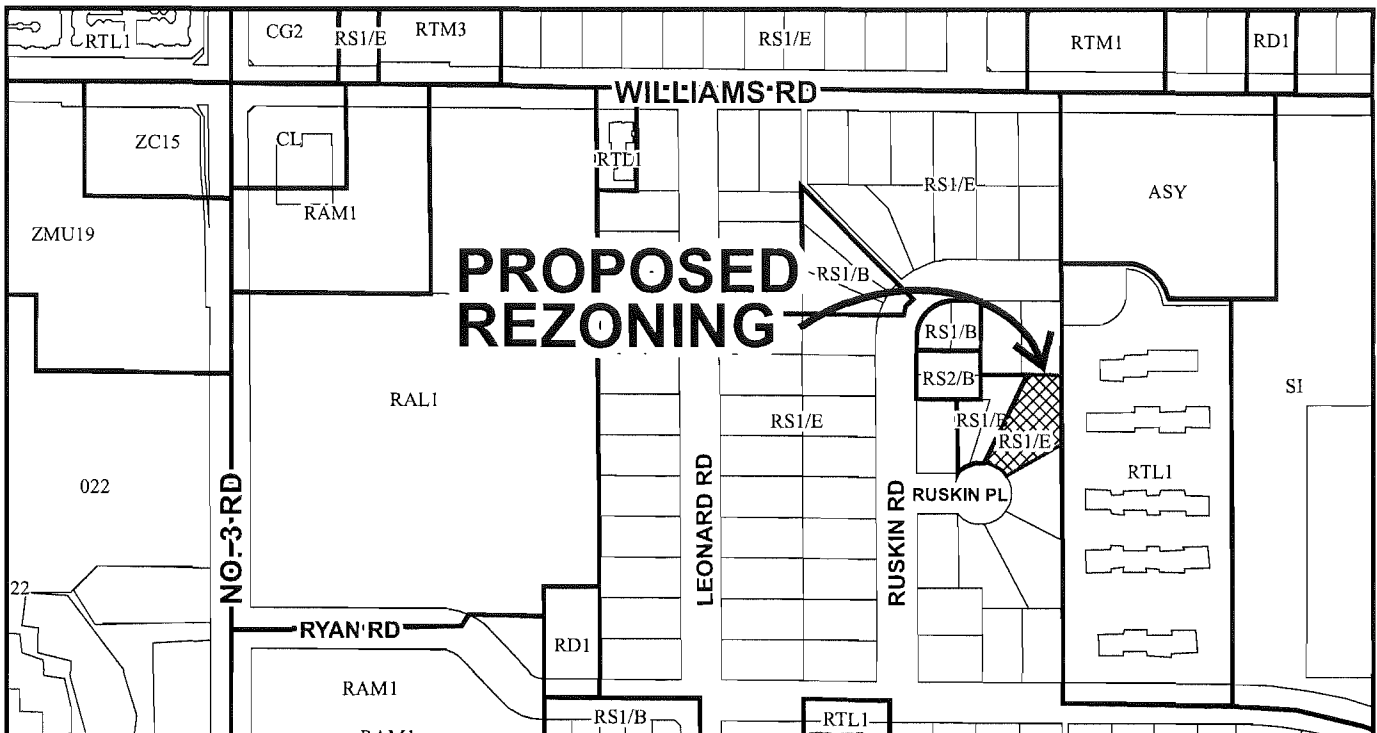 RTL1
CG2
RS1/E
RTM3
RS1/E
RTM1
RD1
WILLIAMS RD
ZC15
CL
RTL1
RS1/E
ASY
RAM1
ZMU19
PROPOSED
REZONING
RS1/B
RS1/B
RS2/B
RAL1
RS1/E
RS1/B
RS1/E
SI
022
NO. 3 RD
LEONARD RD
RUSKIN RD
RUSKIN PL
RTL1
22
RYAN RD
RD1
RAM1
RS1/B
RTL1
RAM1